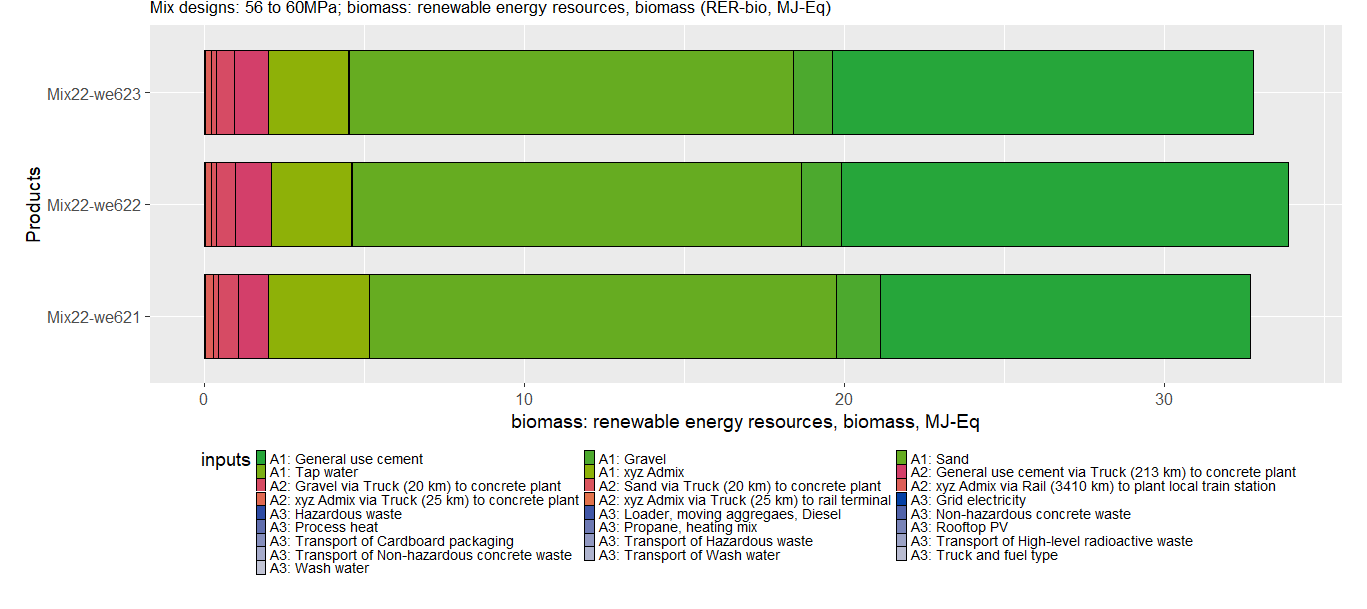 Mix designs: 56 to 60MPa; biomass: renewable energy resources, biomass (RER-bio, MJ-Eq)
Products
Mix22-we623
Mix22-we622
Mix22-we621
0 10 20 30
biomass: renewable energy resources, biomass, MJ-Eq
inputs
A1: General use cement A1: Gravel A1: Sand
A1: Tap water A1: xyz Admix A2: General use cement via Truck (213 km) to concrete plant
A2: Gravel via Truck (20 km) to concrete plant A2: Sand via Truck (20 km) to concrete plant A2: xyz Admix via Rail (3410 km) to plant local train station
A2: xyz Admix via Truck (25 km) to concrete plant A2: xyz Admix via Truck (25 km) to rail terminal A3: Grid electricity
A3: Hazardous waste A3: Loader, moving aggregaes, Diesel A3: Non-hazardous concrete waste
A3: Process heat A3: Propane, heating mix A3: Rooftop PV
A3: Transport of Cardboard packaging A3: Transport of Hazardous waste A3: Transport of High-level radioactive waste
A3: Transport of Non-hazardous concrete waste A3: Transport of Wash water A3: Truck and fuel type
A3: Wash water